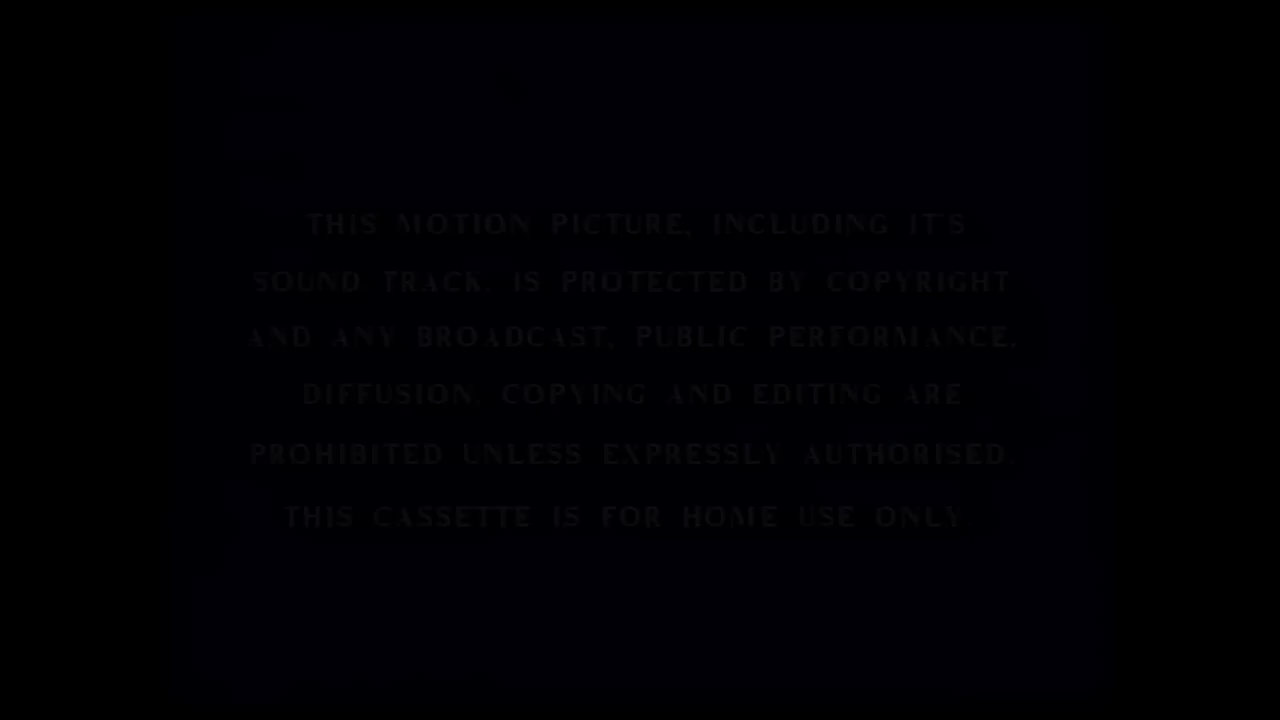 THIS MOTION PICTURE, INCLUDING IT'S
SOUND TRACK, IS PROTECTED BY COPYRIGHT
AND ANY BROADCAST, PUBLIC PERFORMANCE,
DIFFUSION, COPYING AND EDITING ARE
PROHIBITED UNLESS EXPRESSLY AUTHORISED.
THIS CASSETTE IS FOR HOME USE ONLY